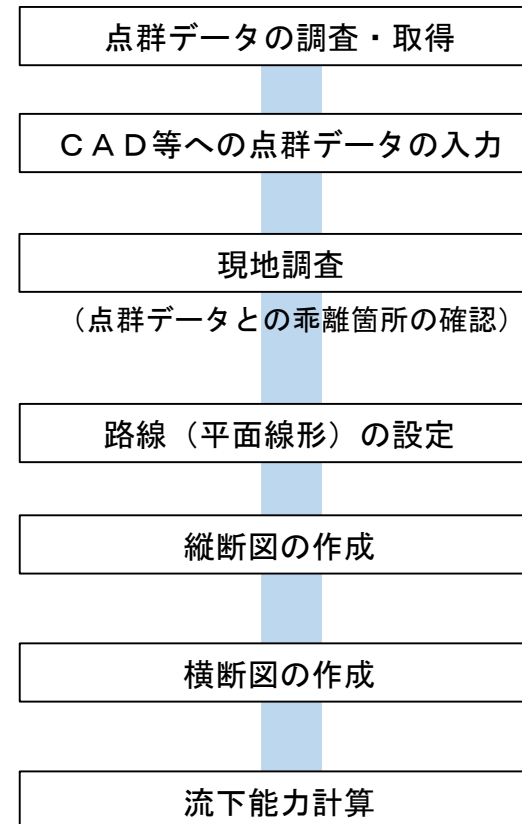 点群データの調査・取得
ＣＡＤ等への点群データの入力
現地調査
（点群データとの乖離箇所の確認）
路線（平面線形）の設定
縦断図の作成
横断図の作成
流下能力計算